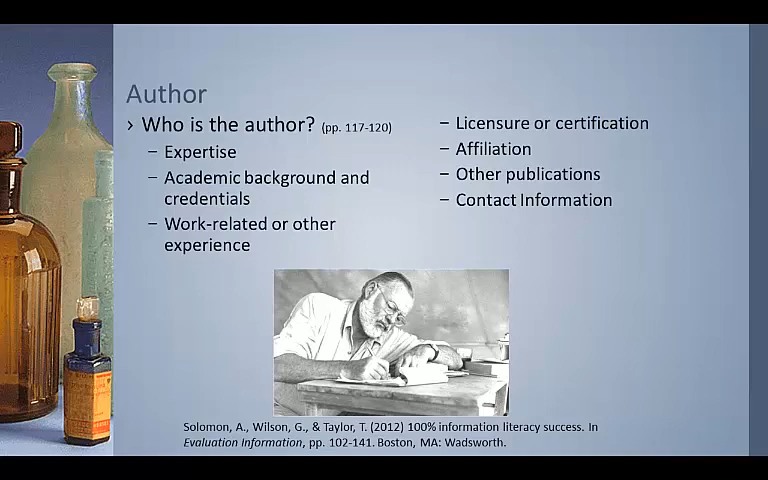 Author
› Who is the author? (pp. 117-120)
– Expertise
– Academic background and
credentials
– Work-related or other
experience
– Licensure or certification
– Affiliation
– Other publications
– Contact Information
Solomon, A., Wilson, G., & Taylor, T. (2012) 100% information literacy success. In
Evaluation Information, pp. 102-141. Boston, MA: Wadsworth.